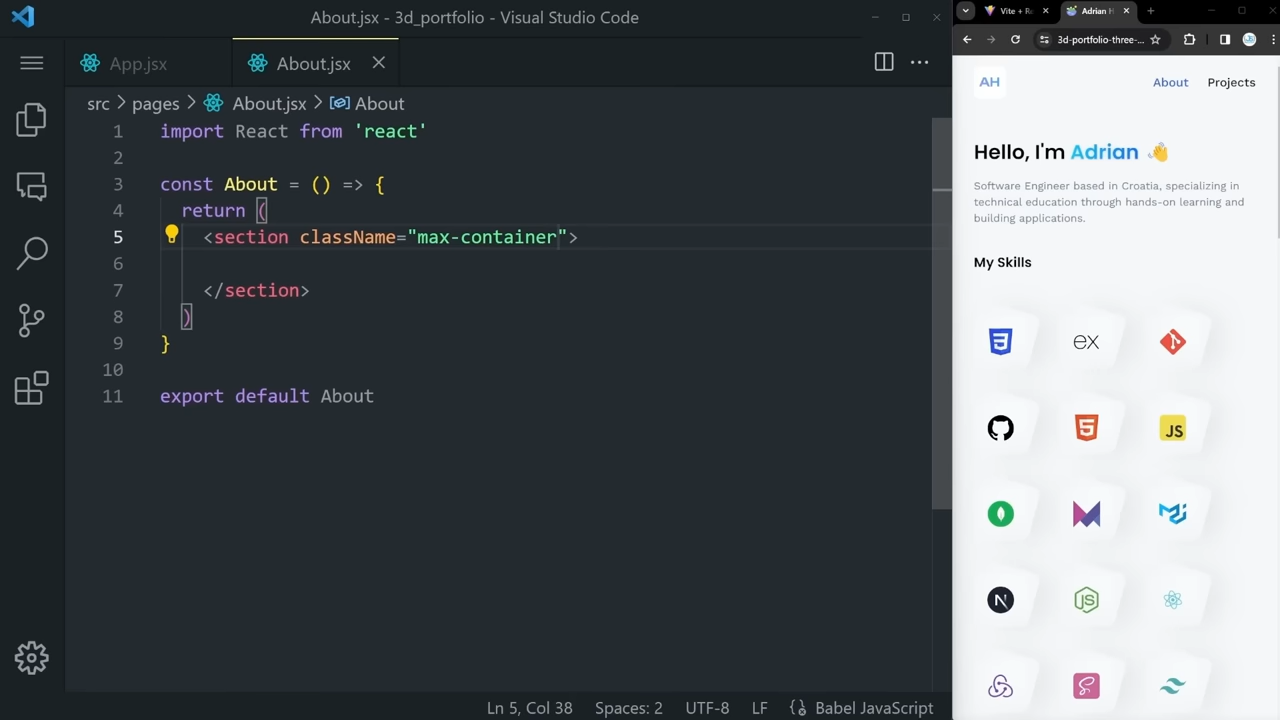 About.jsx - 3d_portfolio - Visual Studio Code
App.jsx
About.jsx
src > pages > About.jsx > About
1 import React from 'react'
2
3 const About = () => {
4 return (
5 <section className="max-container">
6
7 </section>
8 )
9 }
10
11 export default About
Ln 5, Col 38 Spaces: 2 UTF-8 LF Babel JavaScript
Vite + R
Adrian H
3d-portfolio-three-...
AH
About Projects
Hello, I'm Adrian 👋
Software Engineer based in Croatia, specializing in
technical education through hands-on learning and
building applications.
My Skills
3
ex
5
JS
N
JS
S